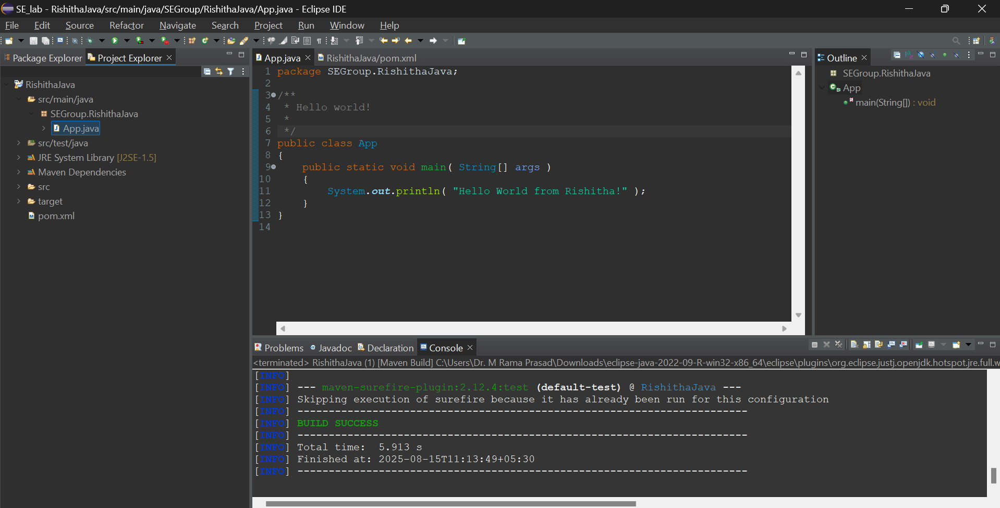 SE_lab - RishithaJava/src/main/java/SEGroup/RishithaJava/App.java - Eclipse IDE
File Edit Source Refactor Navigate Search Project Run Window Help
Package Explorer Project Explorer
RishithaJava
src/main/java
SEGroup.RishithaJava
App.java
src/test/java
JRE System Library [J2SE-1.5]
Maven Dependencies
src
target
pom.xml
App.java RishithaJava/pom.xml
1 package SEGroup.RishithaJava;
2
3 /**
4 * Hello world!
5 *
6 */
7 public class App
8 {
9 public static void main( String[] args )
10 {
11 System.out.println( "Hello World from Rishitha!" );
12 }
13 }
14
Outline
SEGroup.RishithaJava
App
main(String[]) : void
Problems Javadoc Declaration Console
<terminated> RishithaJava (1) [Maven Build] C:\Users\Dr. M Rama Prasad\Downloads\eclipse-java-2022-09-R-win32-x86_64\eclipse\plugins\org.eclipse.justj.openjdk.hotspot.jre.full.w
[INFO]
[INFO] --- maven-surefire-plugin:2.12.4:test (default-test) @ RishithaJava ---
[INFO] Skipping execution of surefire because it has already been run for this configuration
[INFO] ------------------------------------------------------------------------
[INFO] BUILD SUCCESS
[INFO] ------------------------------------------------------------------------
[INFO] Total time:  5.913 s
[INFO] Finished at: 2025-08-15T11:13:49+05:30
[INFO] ------------------------------------------------------------------------